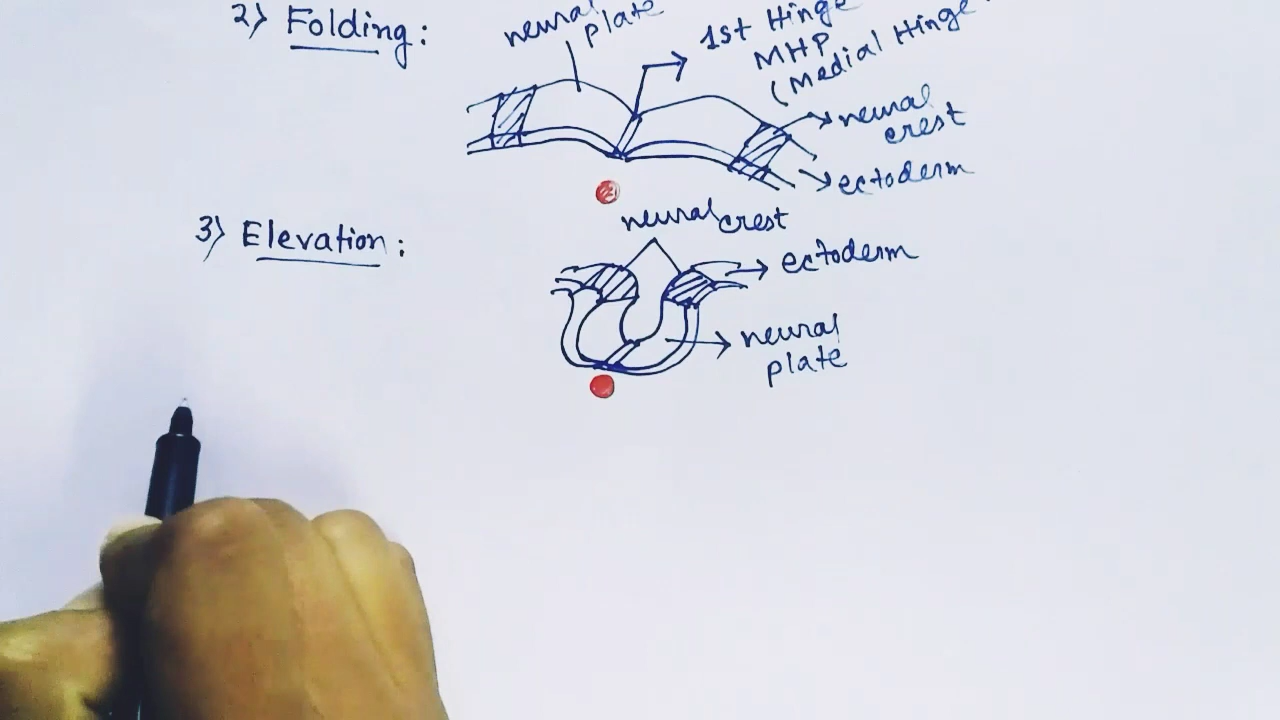 2) Folding:
neural
plate
1st Hinge
MHP
(Medial Hinge
neural
crest
ectoderm
3) Elevation:
neural crest
ectoderm
neural
plate